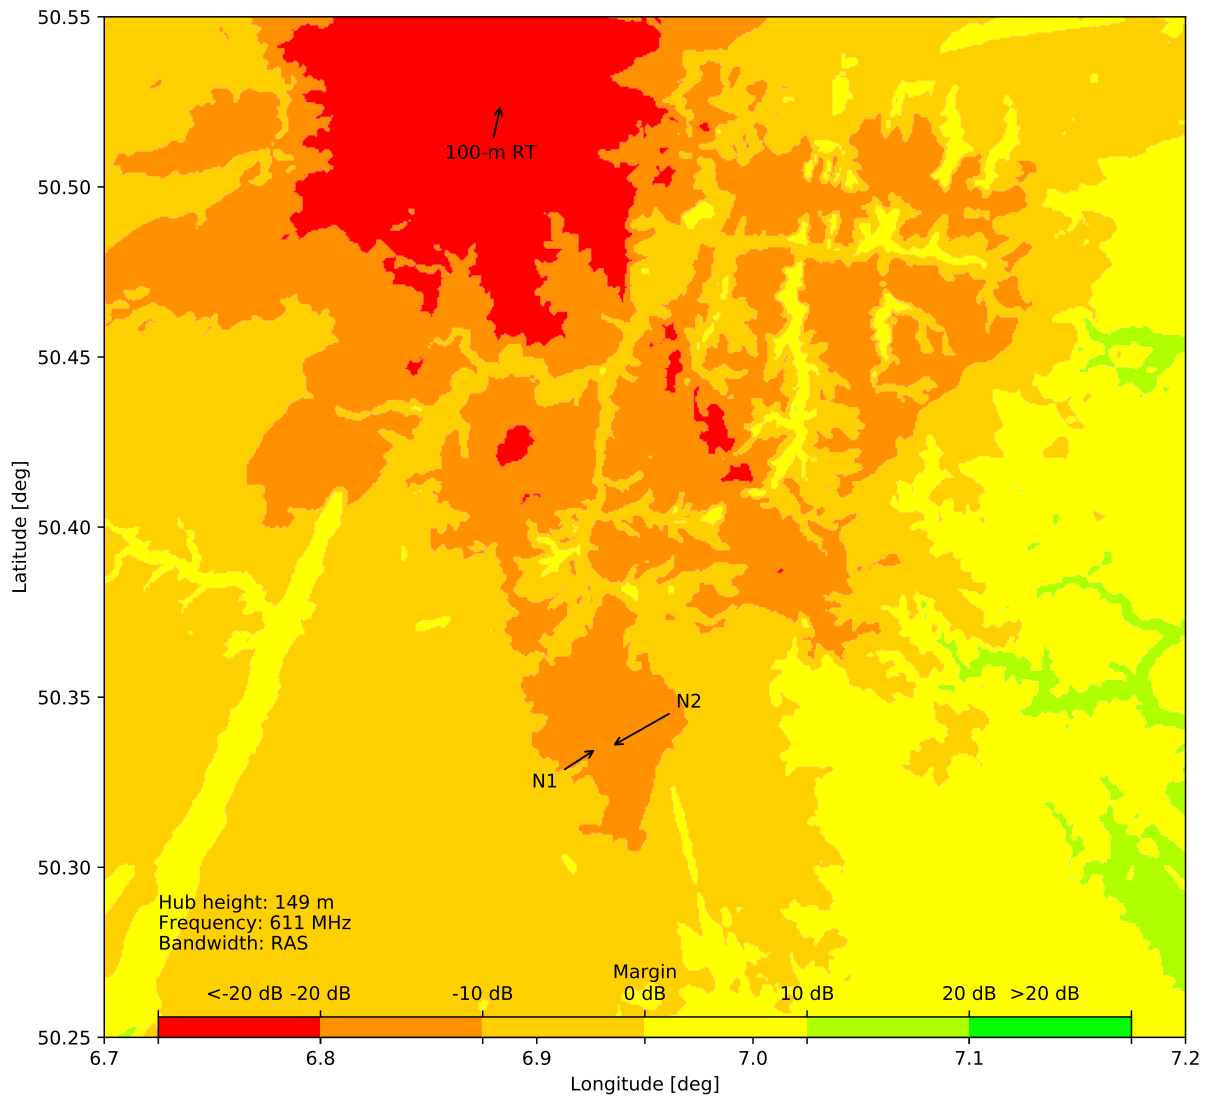 50.55
50.50
50.45
50.40
50.35
50.30
50.25
Latitude [deg]
100-m RT
N2
N1
Hub height: 149 m
Frequency: 611 MHz
Bandwidth: RAS
Margin
<-20 dB -20 dB -10 dB 0 dB 10 dB 20 dB >20 dB
6.7 6.8 6.9 7.0 7.1 7.2
Longitude [deg]